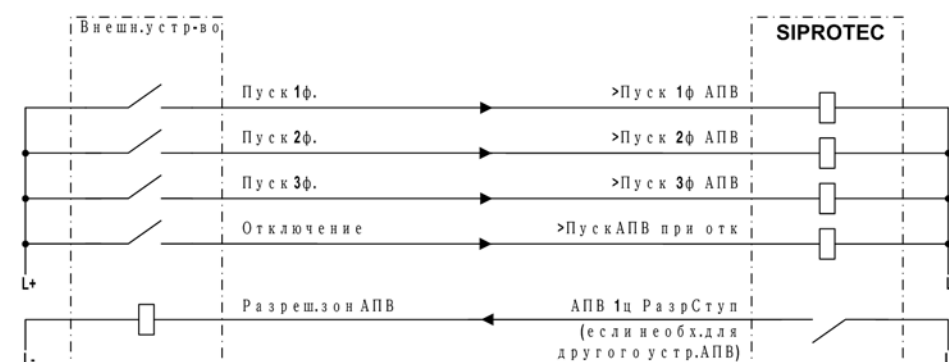 Внешн.устр-во
SIPROTEC
Пуск 1ф.
>Пуск 1ф АПВ
Пуск 2ф.
>Пуск 2ф АПВ
Пуск 3ф.
>Пуск 3ф АПВ
Отключение
>ПускАПВ при отк
L+
Разреш.зон АПВ
АПВ 1ц РазрСтуп
(если необх.для
другого устр.АПВ)
L-